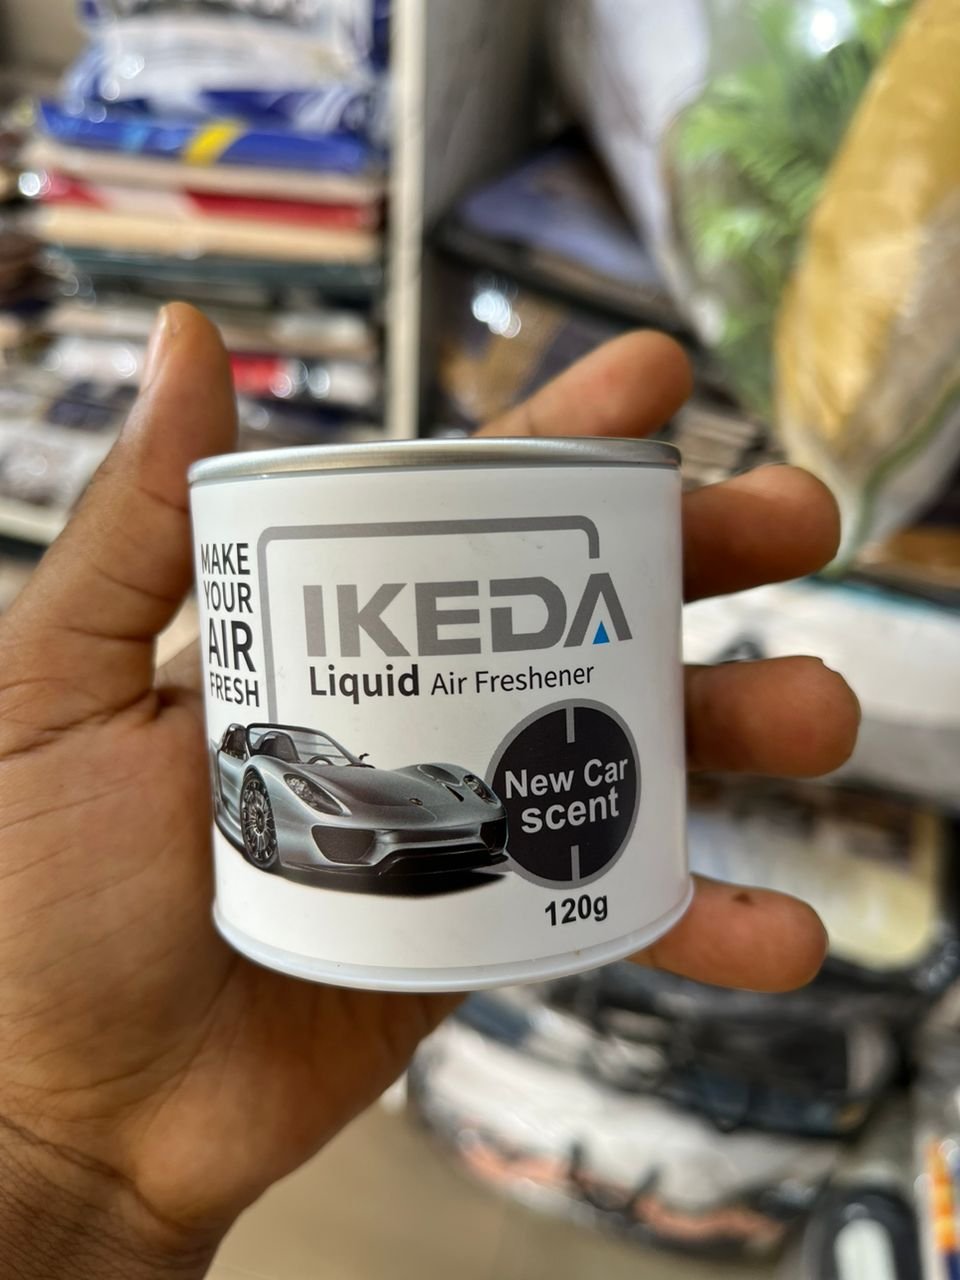 MAKE
YOUR
AIR
FRESH
IKEDA
Liquid Air Freshener
New Car
scent
120g